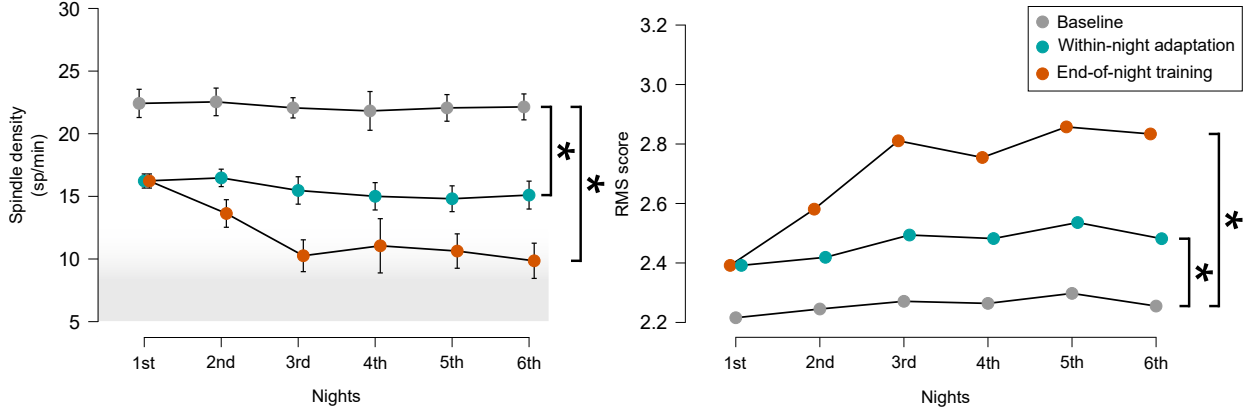 30
25
20
15
10
5
Spindle density
(sp/min)
1st 2nd 3rd 4th 5th 6th
Nights
*
*
3.2
3.0
2.8
2.6
2.4
2.2
RMS score
1st 2nd 3rd 4th 5th 6th
Nights
*
*
Baseline
Within-night adaptation
End-of-night training